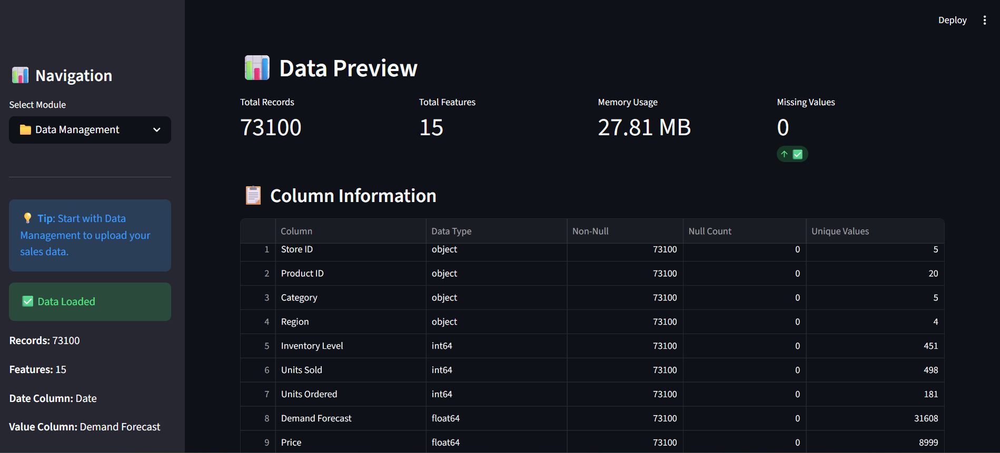 Deploy
Navigation
Select Module
Data Management
Tip: Start with Data
Management to upload your
sales data.
Data Loaded
Records: 73100
Features: 15
Date Column: Date
Value Column: Demand Forecast
Data Preview
Total Records Total Features Memory Usage Missing Values
73100 15 27.81 MB 0
↑ ✅
Column Information
Column Data Type Non-Null Null Count Unique Values
1 Store ID object 73100 0 5
2 Product ID object 73100 0 20
3 Category object 73100 0 5
4 Region object 73100 0 4
5 Inventory Level int64 73100 0 451
6 Units Sold int64 73100 0 498
7 Units Ordered int64 73100 0 181
8 Demand Forecast float64 73100 0 31608
9 Price float64 73100 0 8999